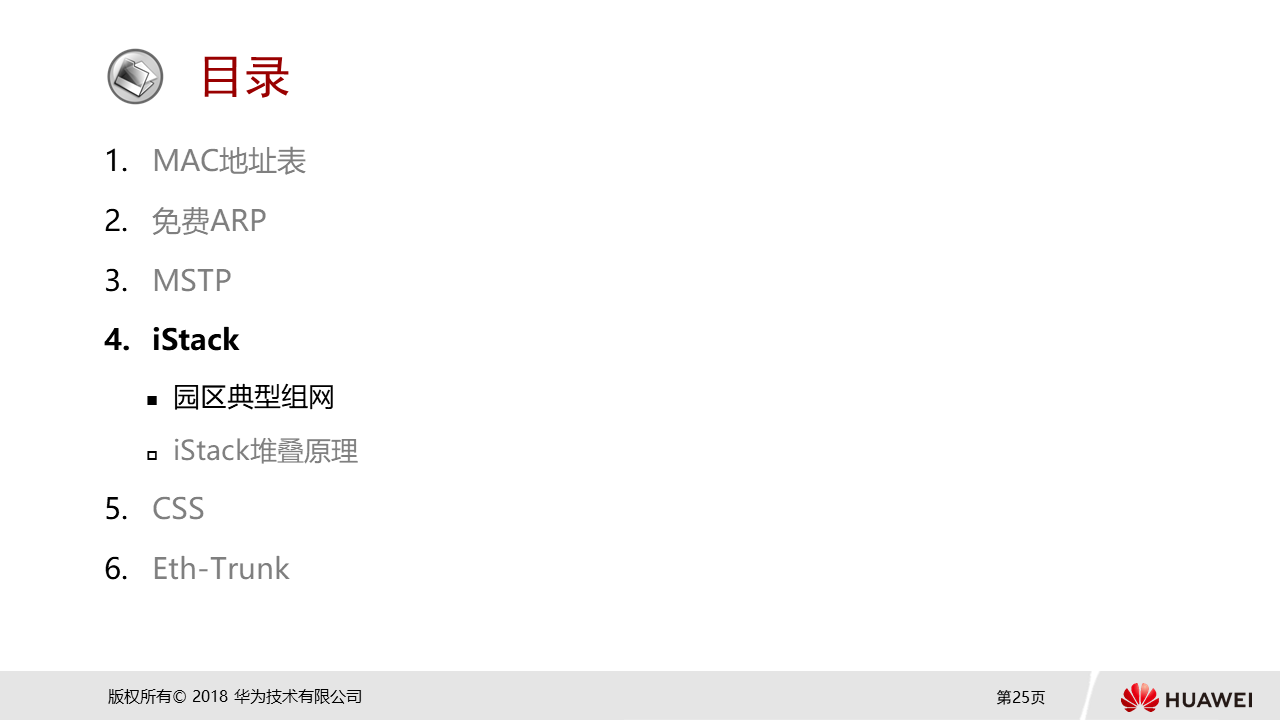 目录
1. MAC地址表
2. 免费ARP
3. MSTP
4. iStack
园区典型组网
iStack堆叠原理
5. CSS
6. Eth-Trunk
版权所有© 2018 华为技术有限公司
第25页
HUAWEI